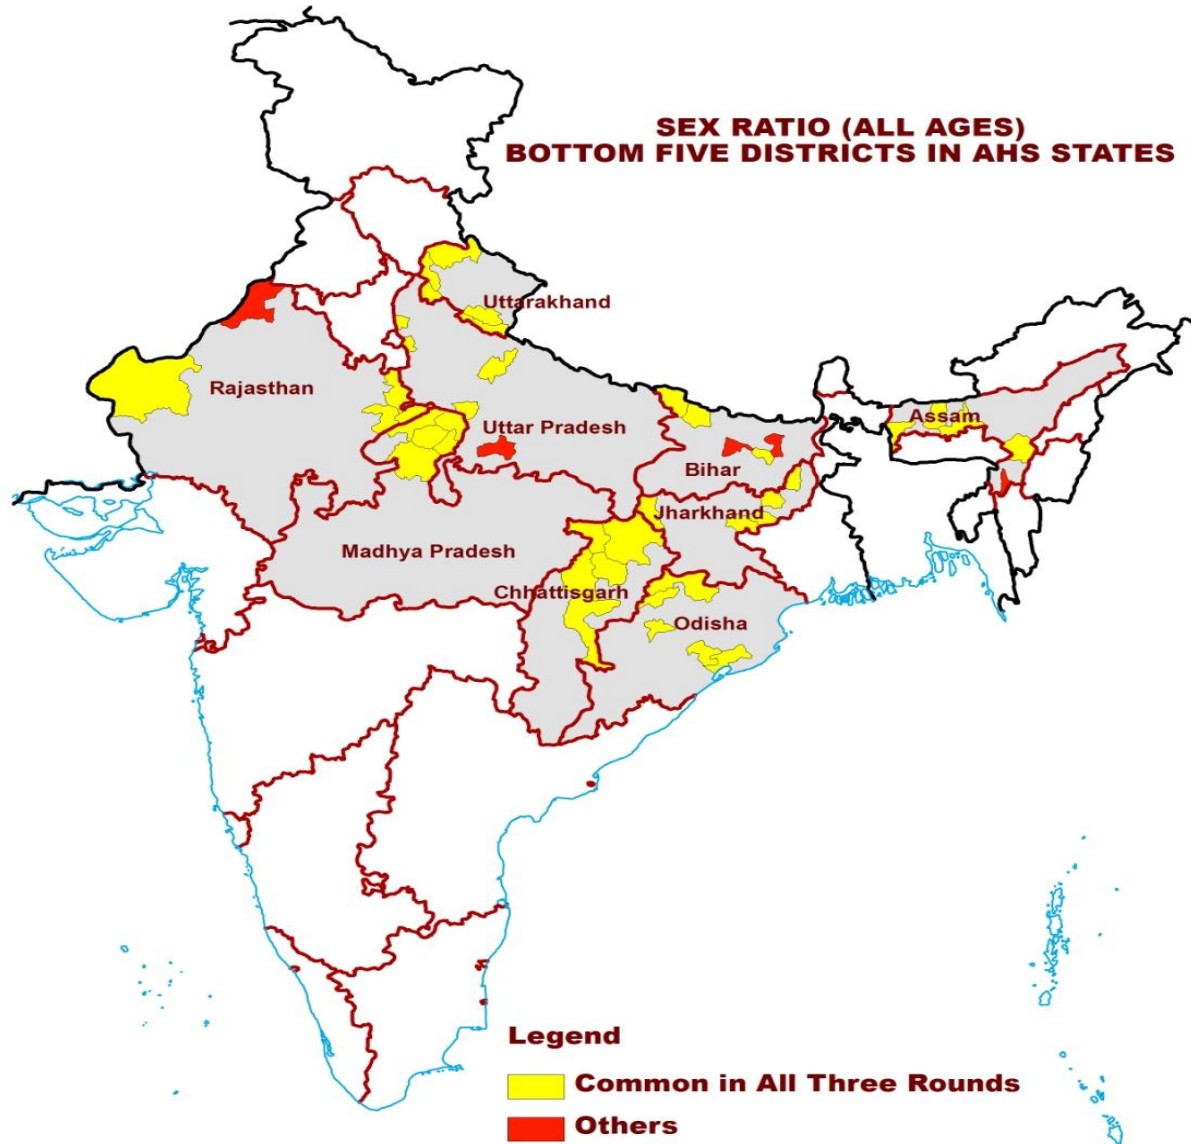 SEX RATIO (ALL AGES)
BOTTOM FIVE DISTRICTS IN AHS STATES
Uttarakhand
Rajasthan
Uttar Pradesh
Assam
Bihar
Jharkhand
Madhya Pradesh
Chhattisgarh
Odisha
Legend
Common in All Three Rounds
Others